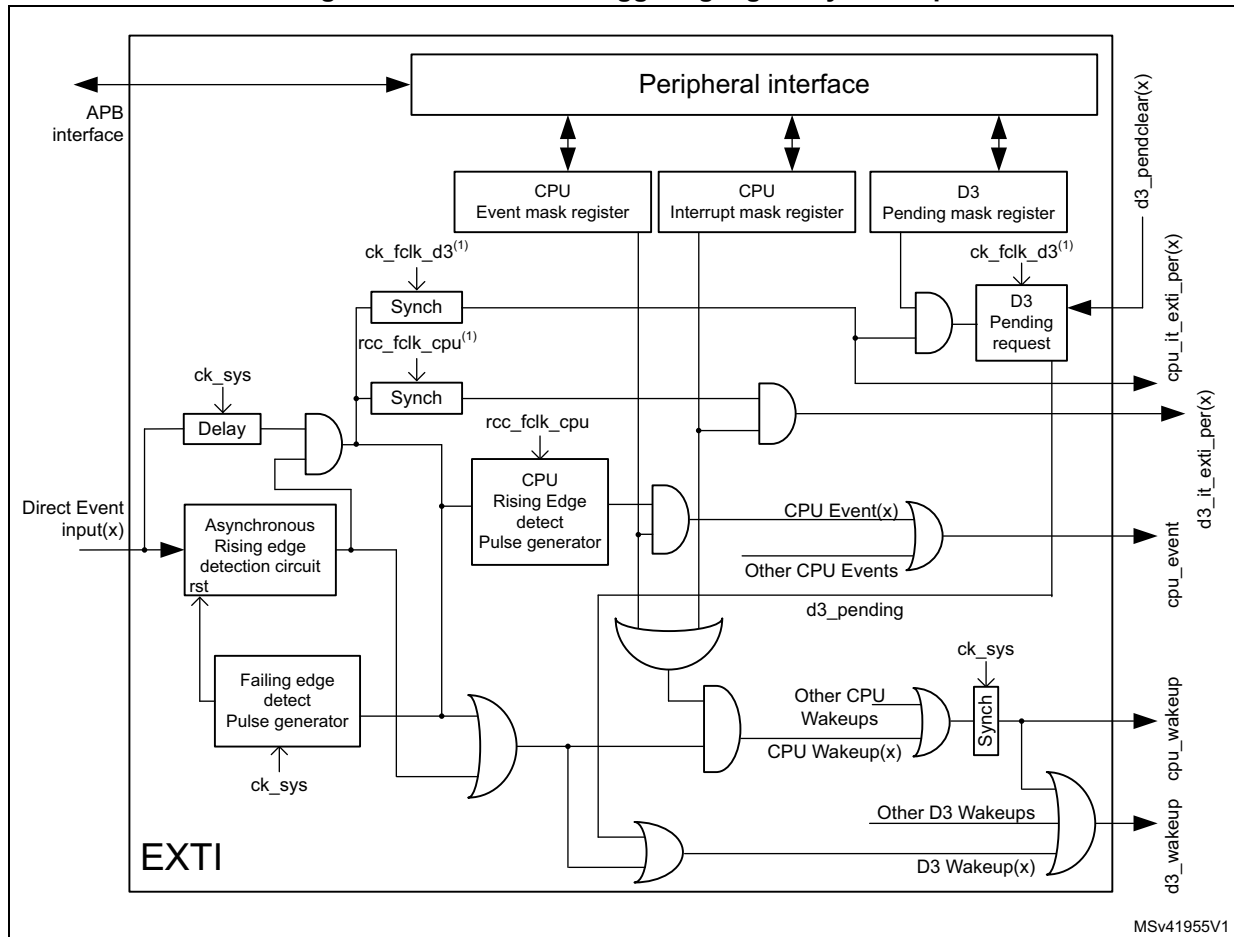 Peripheral interface
APB
interface
CPU
Event mask register
CPU
Interrupt mask register
D3
Pending mask register
d3_pendclear(x)
ck_fclk_d3(1)
Synch
ck_fclk_d3(1)
D3
Pending
request
cpu_it_exti_per(x)
rcc_fclk_cpu(1)
Synch
ck_sys
Delay
d3_it_exti_per(x)
rcc_fclk_cpu
CPU
Rising Edge
detect
Pulse generator
Direct Event
input(x)
Asynchronous
Rising edge
detection circuit
rst
CPU Event(x)
Other CPU Events
cpu_event
d3_pending
Failing edge
detect
Pulse generator
ck_sys
ck_sys
Other CPU
Wakeups
Synch
CPU Wakeup(x)
cpu_wakeup
Other D3 Wakeups
D3 Wakeup(x)
d3_wakeup
EXTI
MSv41955V1